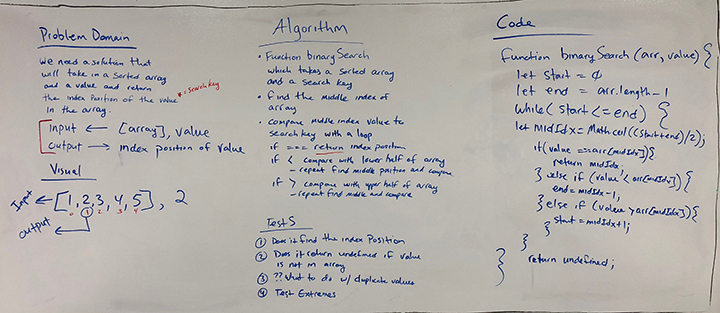 Problem Domain
we need a solution that
will take in a sorted array
and a value and return
the index position of the value
in the array.
*=search key
input ← [array], value
output → index position of value
Visual
Input ← [1,2,3,4,5], 2
0 1 2 3 4
output ←
Algorithm
• Function binary Search
which takes a sorted array
and a search key
• find the middle index of
array
• Compare middle index value to
search key with a loop
if === return index position
if < compare with lower half of array
- repeat find middle position and compare
if > compare with upper half of array
- repeat find middle and compare
Tests
① Does it find the index Position
② Does it return undefined if value
is not in array
③ ?? What to do w/ duplicate values
④ Test Extremes
Code
function binarySearch (arr, value) {
let start = 0
let end = arr.length-1
while( start <= end) {
let midIdx = Math.ceil((start+end)/2);
if(value === arr[midIdx]){
return midIdx;
} else if (value < arr[midIdx]){
end = midIdx-1;
} else if (value > arr[midIdx]){
start = midIdx+1;
}
}
return undefined;
}